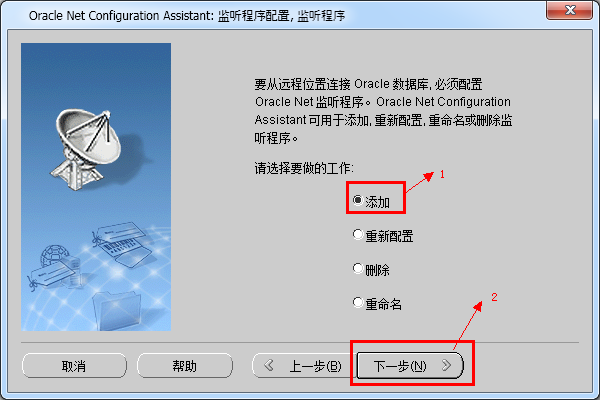 Oracle Net Configuration Assistant: 监听程序配置, 监听程序
要从远程位置连接 Oracle 数据库, 必须配置
Oracle Net 监听程序。Oracle Net Configuration
Assistant 可用于添加, 重新配置, 重命名或删除监
听程序。
请选择要做的工作:
1
添加
重新配置
删除
重命名
2
取消 帮助 上一步(B) 下一步(N)